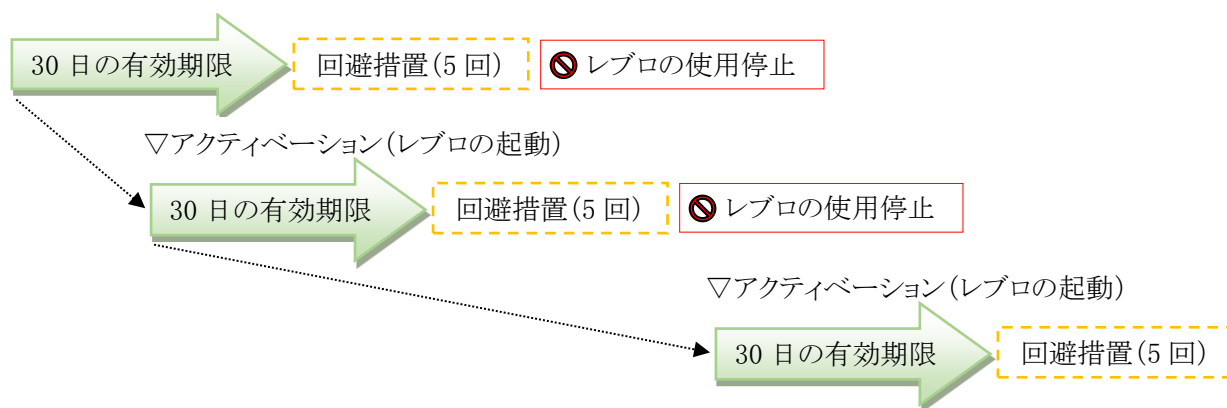 30 日の有効期限 回避措置(5 回) レブロの使用停止
▽アクティベーション(レブロの起動)
30 日の有効期限 回避措置(5 回) レブロの使用停止
▽アクティベーション(レブロの起動)
30 日の有効期限 回避措置(5 回)